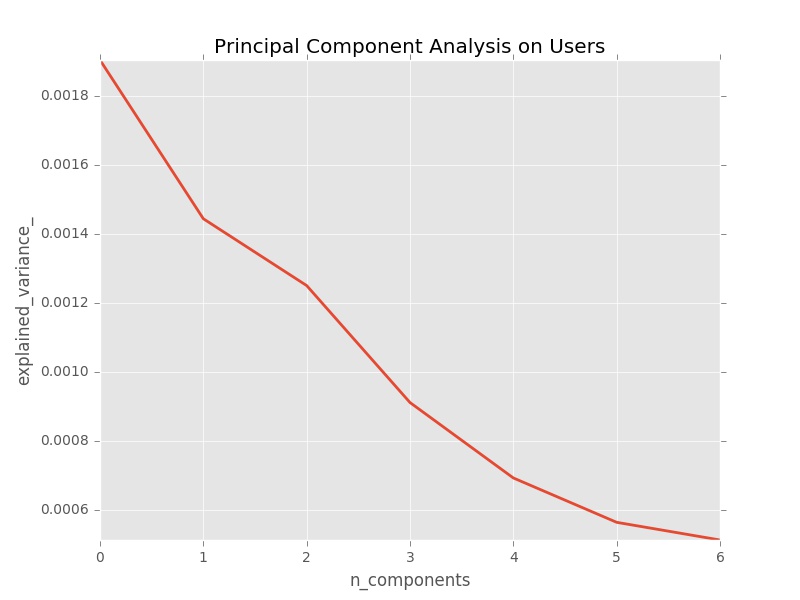 Principal Component Analysis on Users
explained_variance_
0.0018
0.0016
0.0014
0.0012
0.0010
0.0008
0.0006
0 1 2 3 4 5 6
n_components